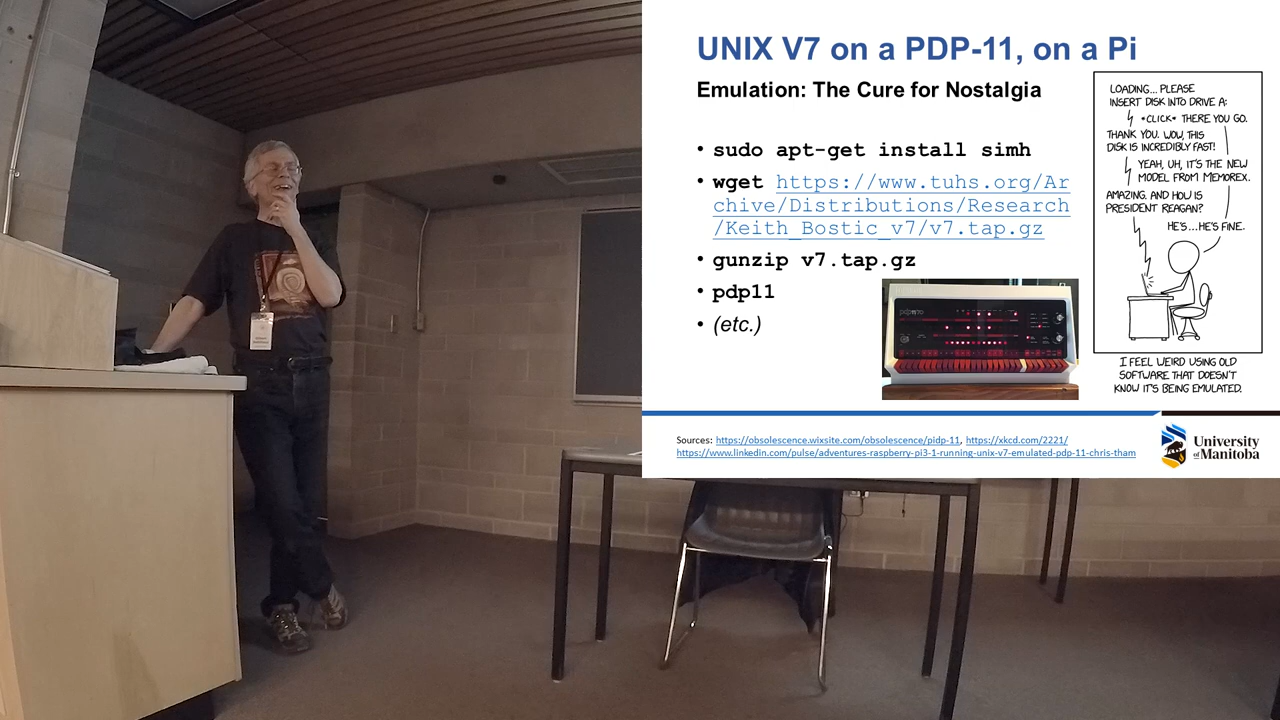 UNIX V7 on a PDP-11, on a Pi
Emulation: The Cure for Nostalgia
• sudo apt-get install simh
• wget https://www.tuhs.org/Ar
chive/Distributions/Research
/Keith_Bostic_v7/v7.tap.gz
• gunzip v7.tap.gz
• pdp11
• (etc.)
LOADING... PLEASE
INSERT DISK INTO DRIVE A:
*CLICK* THERE YOU GO.
THANK YOU. WOW, THIS
DISK IS INCREDIBLY FAST!
YEAH, UH, IT'S THE NEW
MODEL FROM MEMOREX.
AMAZING. AND HOW IS
PRESIDENT REAGAN?
HE'S...HE'S FINE.
I FEEL WEIRD USING OLD
SOFTWARE THAT DOESN'T
KNOW IT'S BEING EMULATED.
Sources: https://obsolescence.wixsite.com/obsolescence/pidp-11, https://xkcd.com/2221/
https://www.linkedin.com/pulse/adventures-raspberry-pi3-1-running-unix-v7-emulated-pdp-11-chris-tham
University
of Manitoba